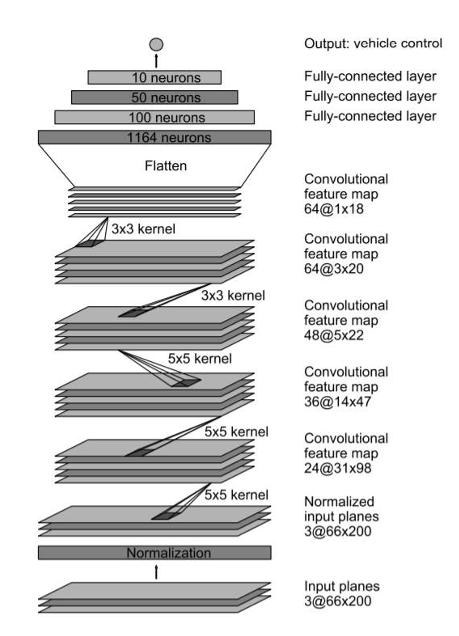 Output: vehicle control
10 neurons
Fully-connected layer
50 neurons
Fully-connected layer
100 neurons
Fully-connected layer
1164 neurons
Flatten
Convolutional
feature map
64@1x18
3x3 kernel
Convolutional
feature map
64@3x20
3x3 kernel
Convolutional
feature map
48@5x22
5x5 kernel
Convolutional
feature map
36@14x47
5x5 kernel
Convolutional
feature map
24@31x98
5x5 kernel
Normalized
input planes
3@66x200
Normalization
Input planes
3@66x200